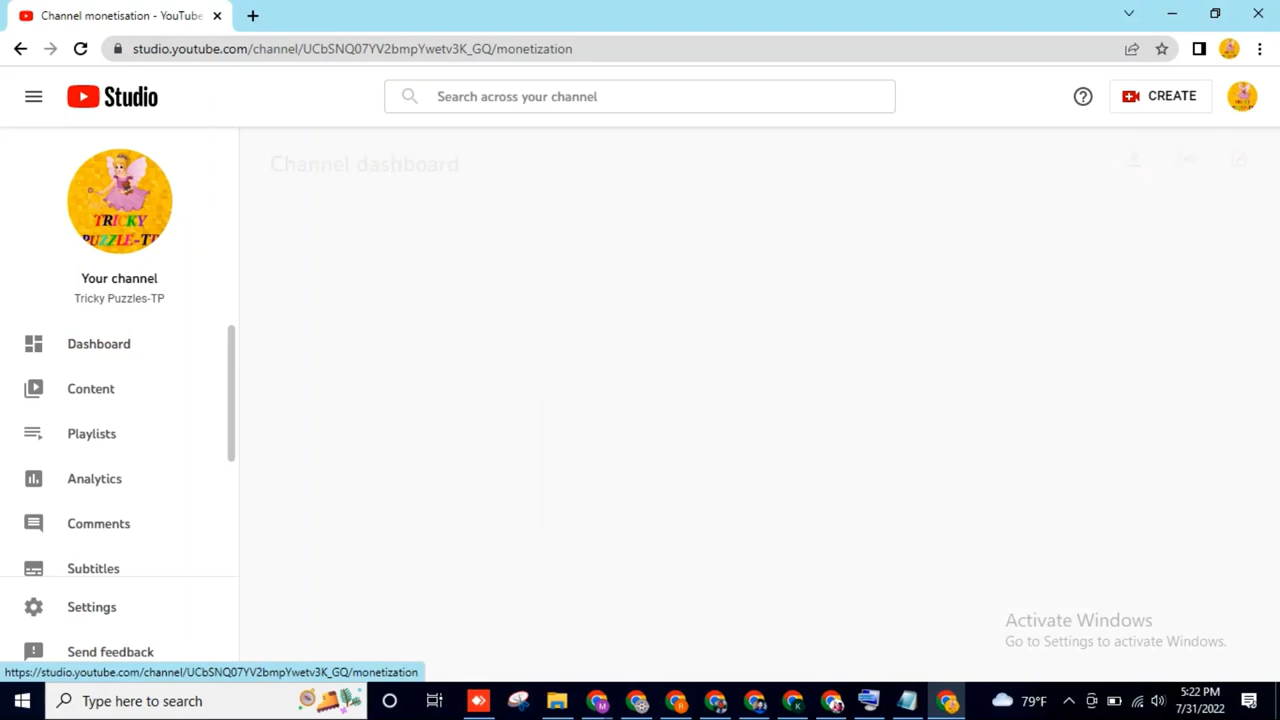 Channel monetisation - YouTube
studio.youtube.com/channel/UCbSNQ07YV2bmpYwetv3K_GQ/monetization
Studio
Search across your channel
CREATE
Channel dashboard
TRICKY
PUZZLE-TP
Your channel
Tricky Puzzles-TP
Dashboard
Content
Playlists
Analytics
Comments
Subtitles
Settings
Send feedback
Activate Windows
Go to Settings to activate Windows.
https://studio.youtube.com/channel/UCbSNQ07YV2bmpYwetv3K_GQ/monetization
Type here to search
79°F
5:22 PM
7/31/2022